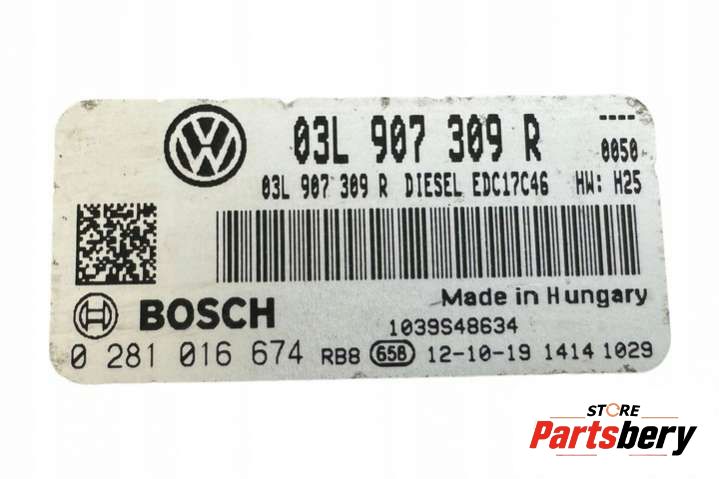 03L 907 309 R ----
0050
03L 907 309 R DIESEL EDC17C46 HW: H25
Made in Hungary
BOSCH
1039S48634
0 281 016 674 RB8 658 12-10-19 1414 1029
STORE
Partsbery